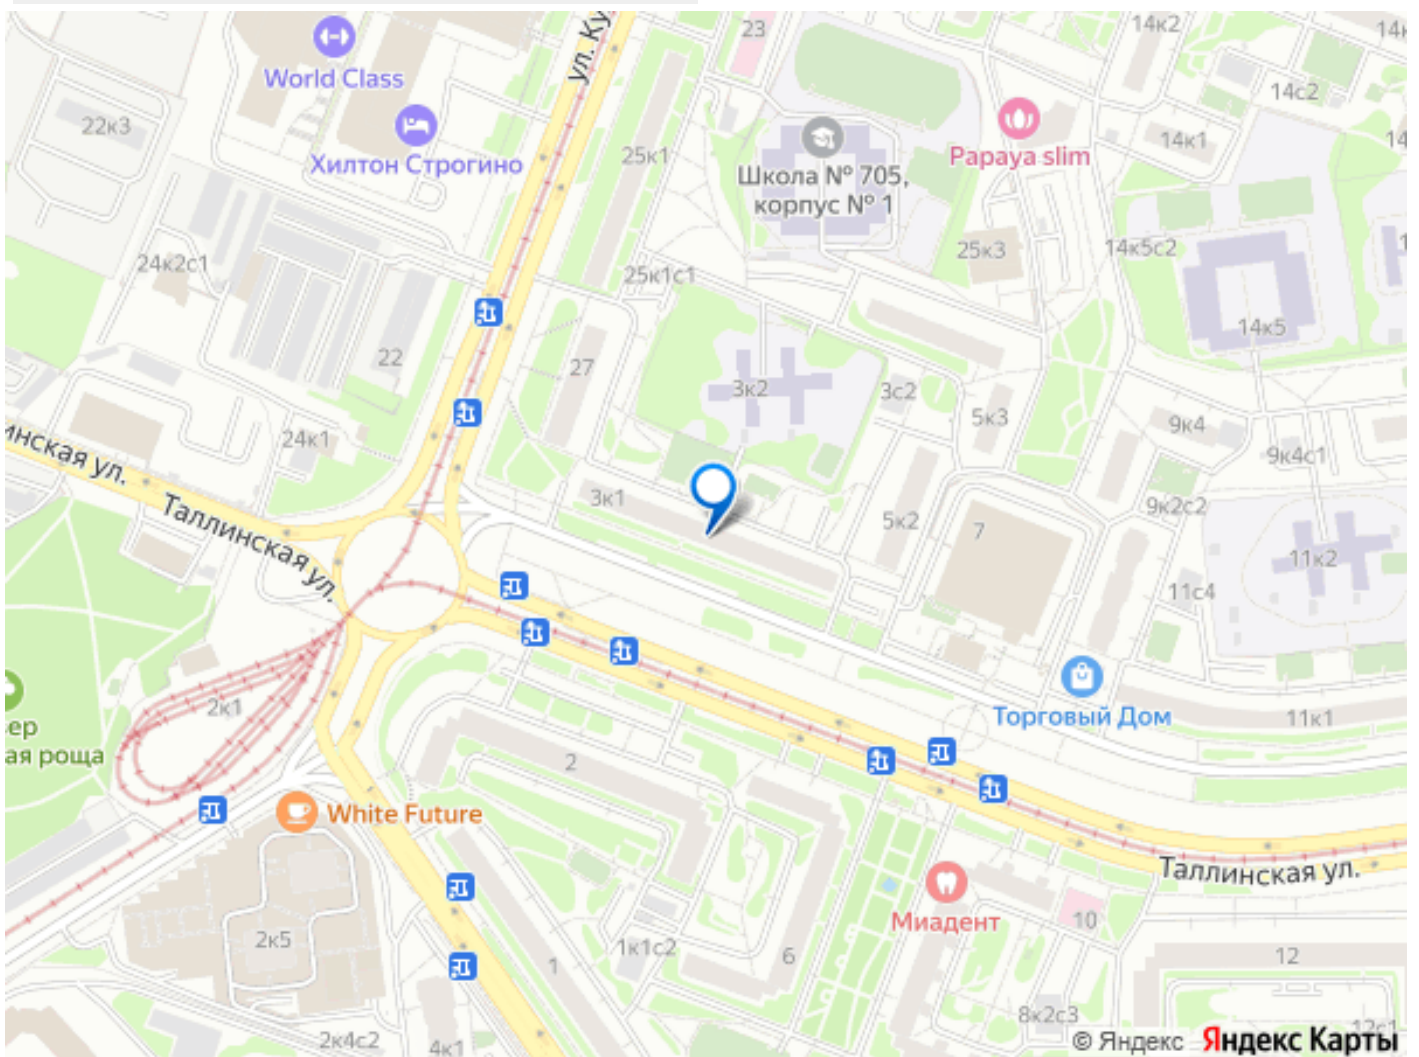 23
14к2
14к
ул. Ку
World Class
14с2
22к3
Хилтон Строгино
25к1
Школа № 705,
корпус № 1
Papaya slim
14к1
14
24к2с1
25к1с1
25к3
14к5с2
1
14к5
22
27
3к2
3с2
5к3
9к4
инская ул.
24к1
9к4с1
Таллинская ул.
3к1
5к2
7
9к2с2
11к2
11с4
2к1
ер
ая роща
Торговый Дом
11к1
2
White Future
Таллинская ул.
Миадент
10
2к5
1к1с2
1
6
12
8к2с3
2к4с2
4к1
12с1
© Яндекс Яндекс Карты